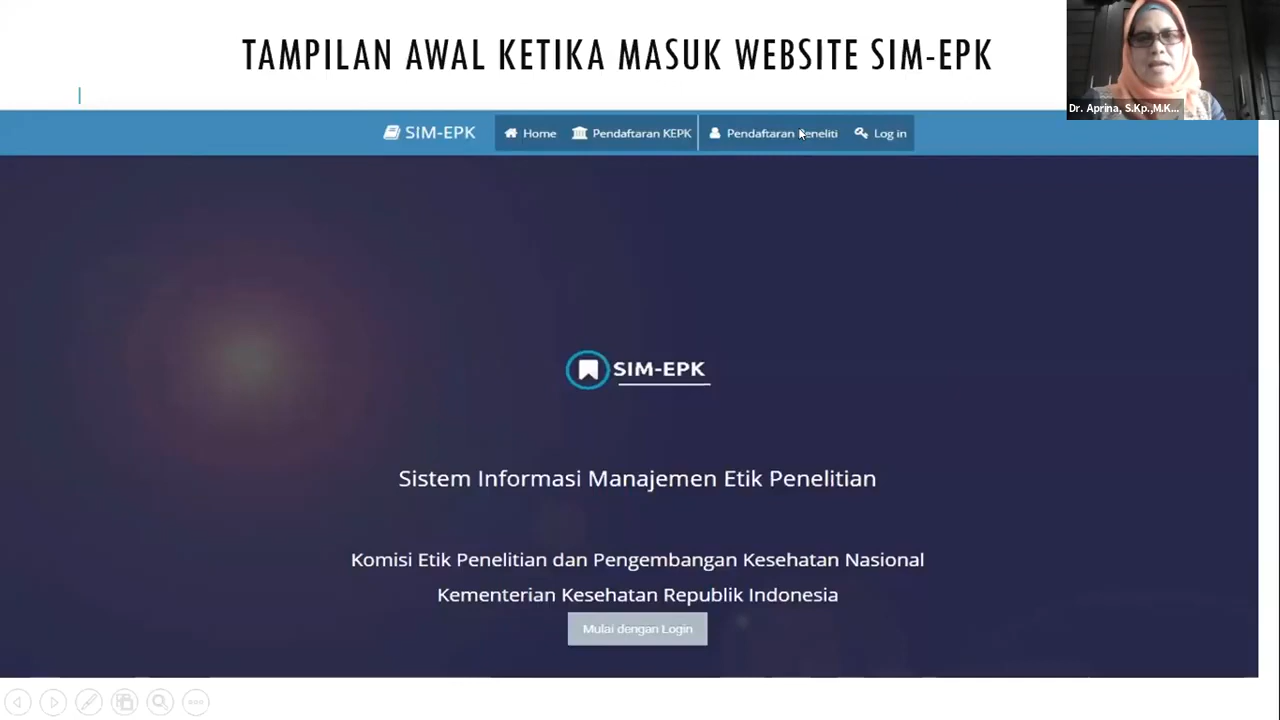 TAMPILAN AWAL KETIKA MASUK WEBSITE SIM-EPK
Dr. Aprina, S.Kp.,M.K...
SIM-EPK Home Pendaftaran KEPK Pendaftaran Peneliti Log in
SIM-EPK
Sistem Informasi Manajemen Etik Penelitian
Komisi Etik Penelitian dan Pengembangan Kesehatan Nasional
Kementerian Kesehatan Republik Indonesia
Mulai dengan Login